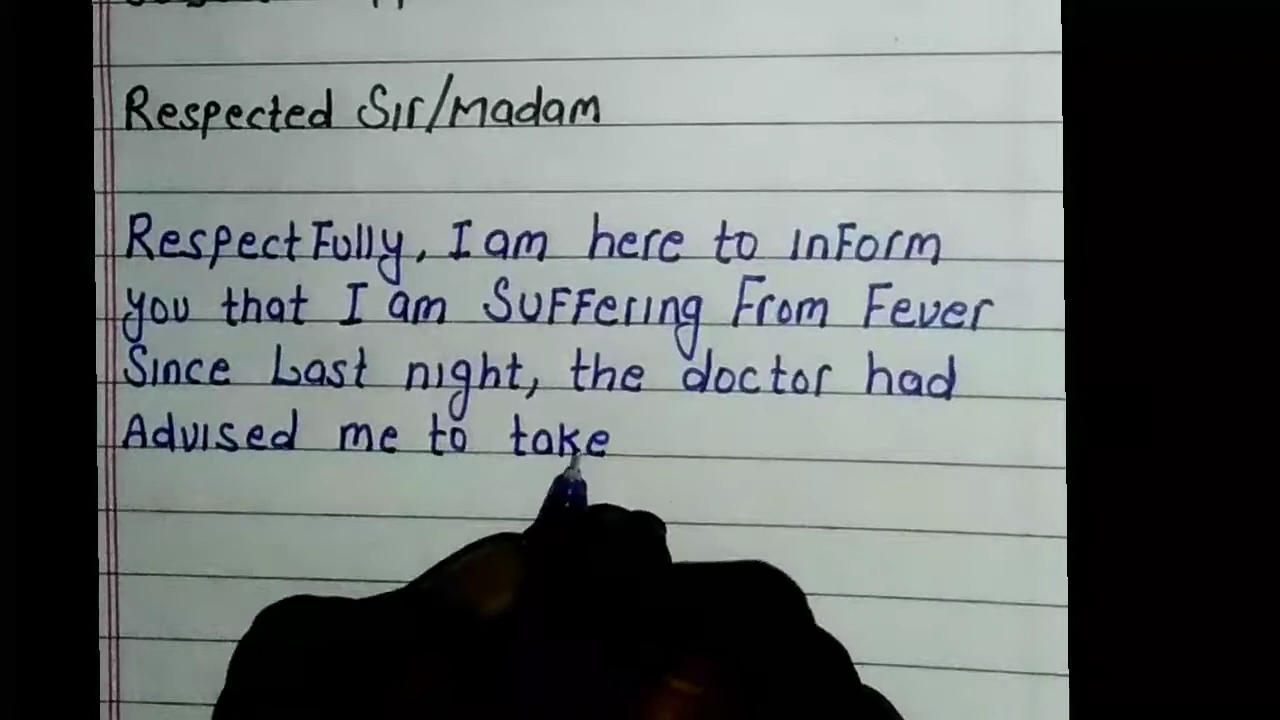 Respected Sir/Madam
Respectfully, I am here to inform
you that I am suffering from fever
Since Last night, the doctor had
Advised me to take